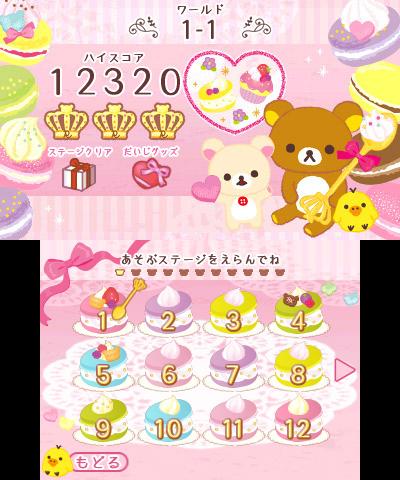 ワールド
1-1
ハイスコア
12320
ステージクリア だいじグッズ
あそぶステージをえらんでね
1 2 3 4
5 6 7 8
9 10 11 12
もどる